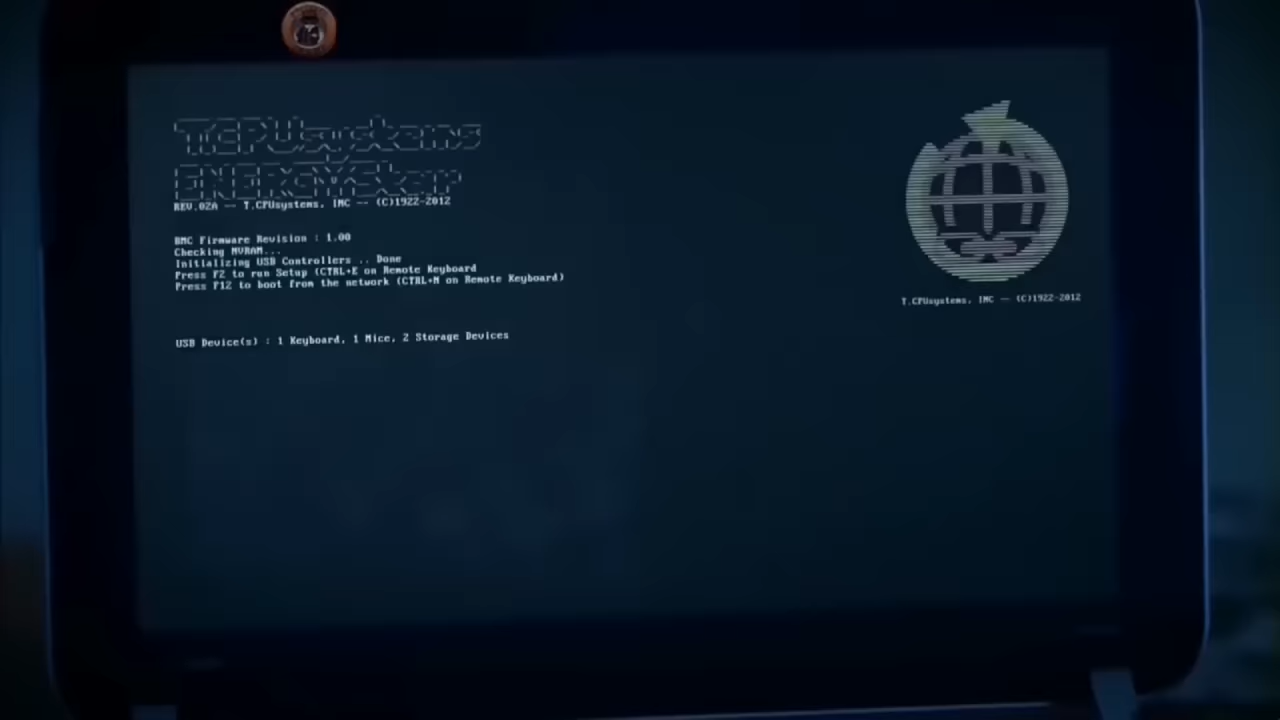 TCPUsystems
ENERGYStar
REV.02A -- T.CPUsystems, INC -- (C)1922-2012
BMC Firmware Revision : 1.00
Checking NVRAM...
Initializing USB Controllers .. Done
Press F2 to run Setup (CTRL+E on Remote Keyboard
Press F12 to boot from the network (CTRL+N on Remote Keyboard)
USB Device(s) : 1 Keyboard, 1 Mice, 2 Storage Devices
T.CPUsystems, INC -- (C)1922-2012